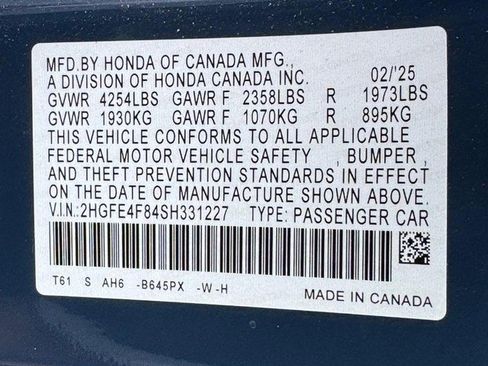 MFD.BY HONDA OF CANADA MFG.,
A DIVISION OF HONDA CANADA INC. 02/'25
GVWR 4254LBS GAWR F 2358LBS R 1973LBS
GVWR 1930KG GAWR F 1070KG R 895KG
THIS VEHICLE CONFORMS TO ALL APPLICABLE
FEDERAL MOTOR VEHICLE SAFETY , BUMPER ,
AND THEFT PREVENTION STANDARDS IN EFFECT
ON THE DATE OF MANUFACTURE SHOWN ABOVE.
V.I.N.:2HGFE4F84SH331227 TYPE: PASSENGER CAR
T61 S AH6 -B645PX -W-H
MADE IN CANADA